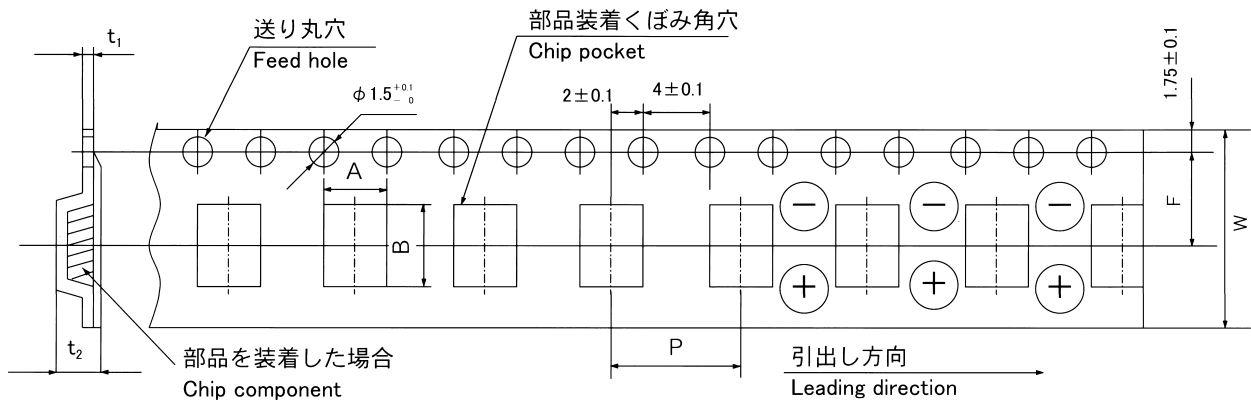 t₁
送り丸穴
Feed hole
部品装着くぼみ角穴
Chip pocket
φ1.5 +0.1 −0
2±0.1
4±0.1
1.75±0.1
A
B
F
W
− − −
+ + +
t₂
部品を装着した場合
Chip component
P
引出し方向
Leading direction